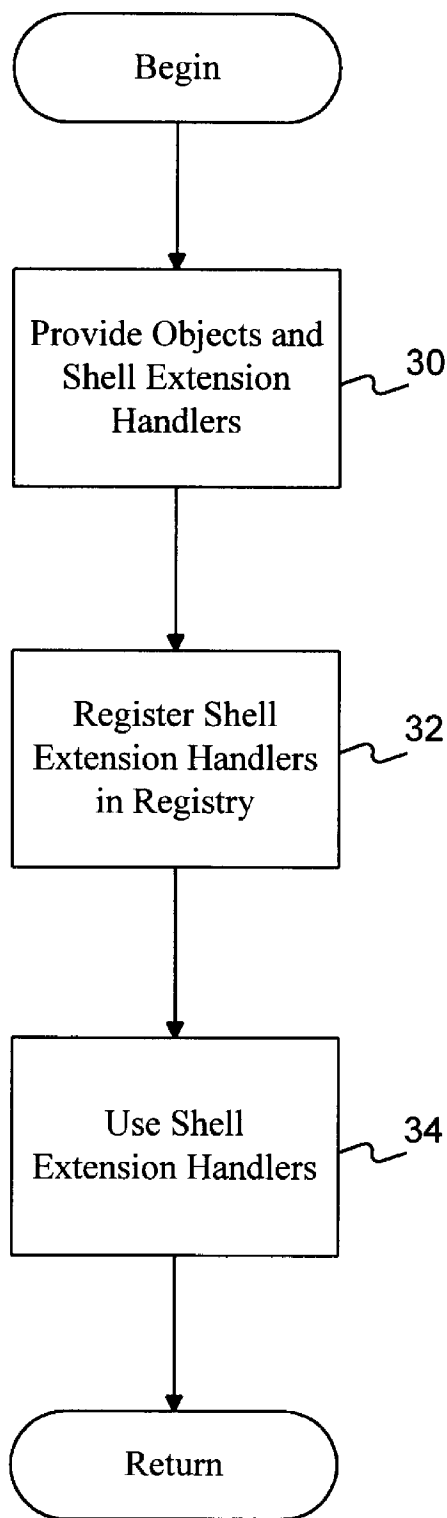 Begin
Provide Objects and
Shell Extension
Handlers
30
Register Shell
Extension Handlers
in Registry
32
Use Shell
Extension Handlers
34
Return